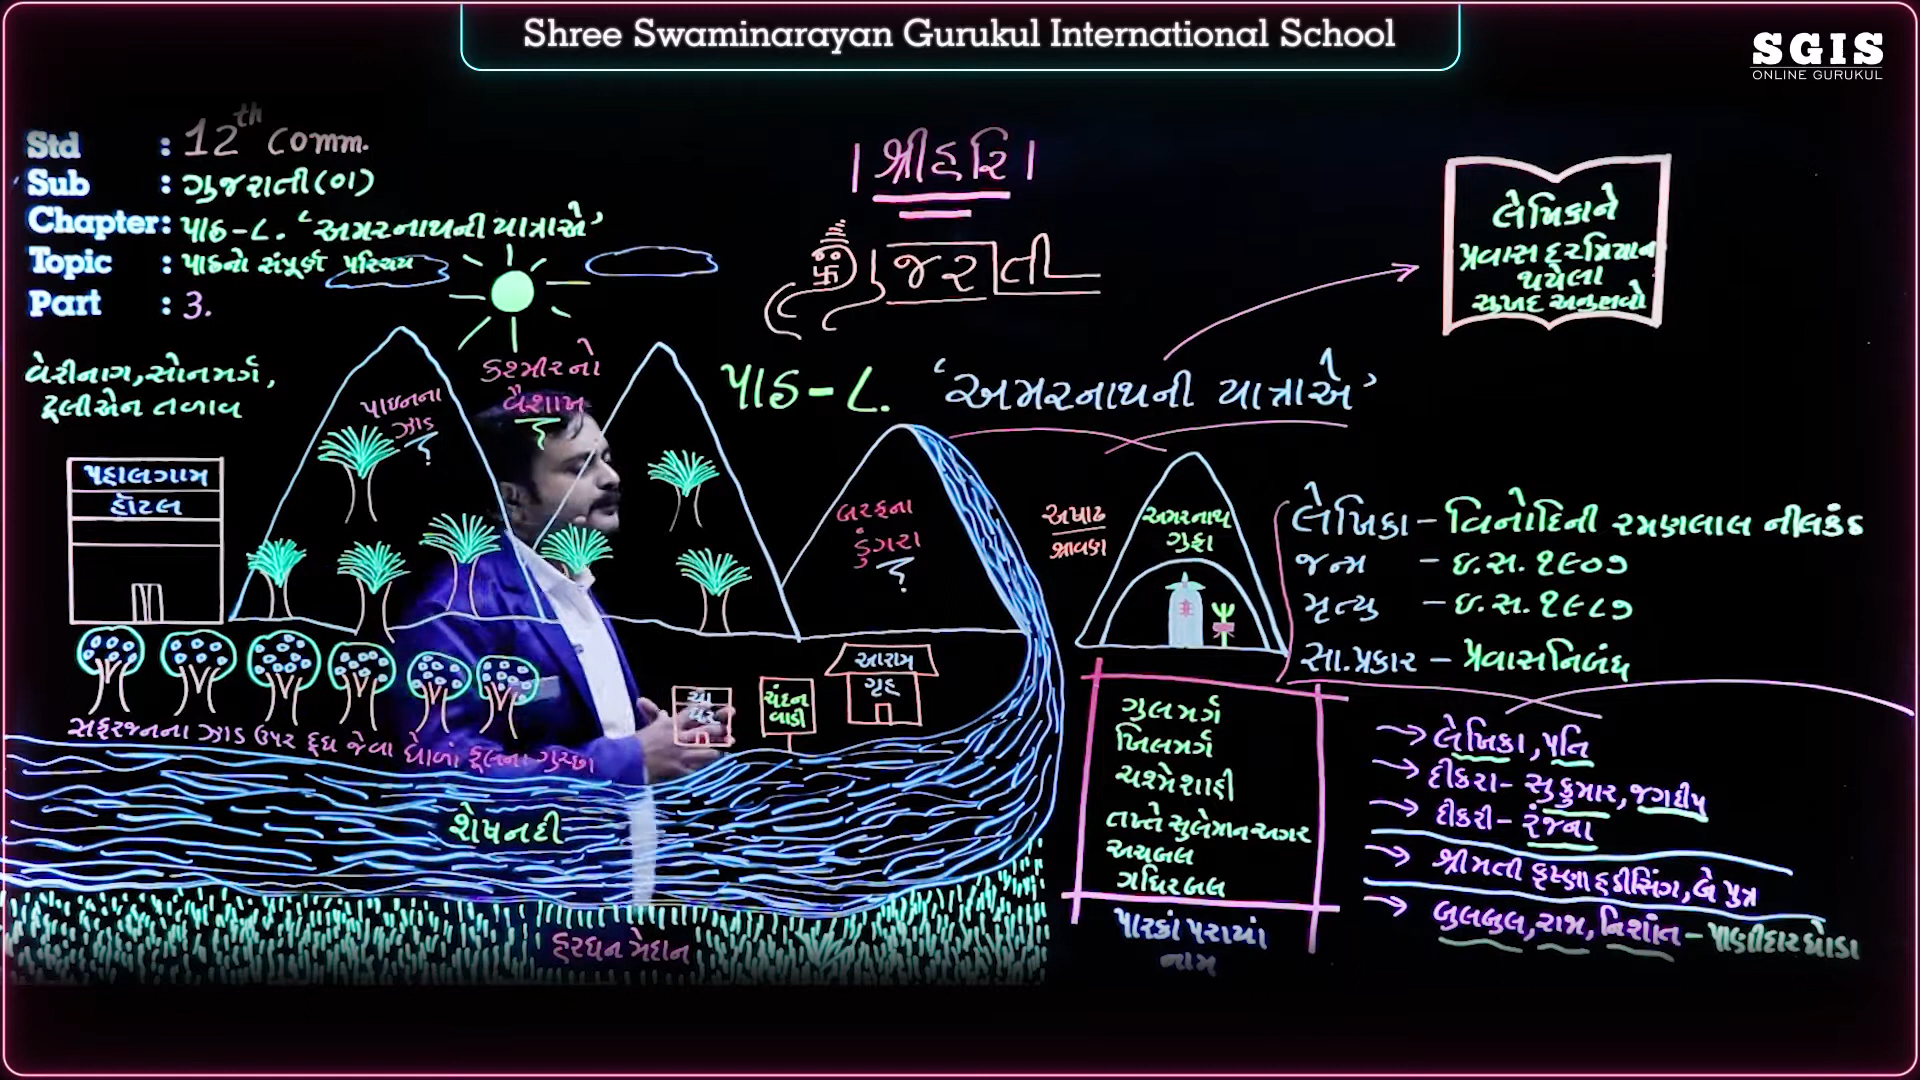 Shree Swaminarayan Gurukul International School
SGIS
ONLINE GURUKUL
Std : 12th Comm.
Sub : ગુજરાતી(01)
Chapter: પાઠ-૮. 'અમરનાથની યાત્રાએ'
Topic : પાઠનો સંપૂર્ણ પરિચય
Part : 3.
। શ્રીહરિ ।
ગુજરાતી
લેખિકાને
પ્રવાસ દરમિયાન
થયેલા
સુખદ અનુભવો
પાઠ-૮. 'અમરનાથની યાત્રાએ'
વેરીનાગ, સોનમર્ગ,
ટૂલીએન તળાવ
કશ્મીરનો
વૈશાખ
પાઇનના
ઝાડ
પહાલગામ
હોટલ
બરફના
ડુંગરા
અષાઢ
શ્રાવણ
અમરનાથ
ગુફા
લેખિકા - વિનોદિની રમણલાલ નીલકંઠ
જન્મ - ઇ.સ. ૧૯૦૭
મૃત્યુ - ઇ.સ. ૧૯૮૭
સા.પ્રકાર - પ્રવાસનિબંધ
ચા
ઘર
ચંદન
વાડી
આરામ
ગૃહ
સફરજનના ઝાડ ઉપર દૂધ જેવા ધોળાં ફૂલના ગુચ્છા
શેષનદી
હરઘન મેદાન
ગુલમર્ગ
ખિલમર્ગ
ચશ્મેશાહી
તખ્તે સુલેમાન અગર
અચબલ
ગધિરબલ
પારકાં પરાયાં
નામ
→ લેખિકા, પતિ
→ દીકરા - સુકુમાર, જગદીપ
→ દીકરી - રંજના
→ શ્રીમતી કૃષ્ણા હઠીસિંગ, બે પુત્ર
→ બુલબુલ, રામ, નિશાંત - પાણીદાર ઘોડા